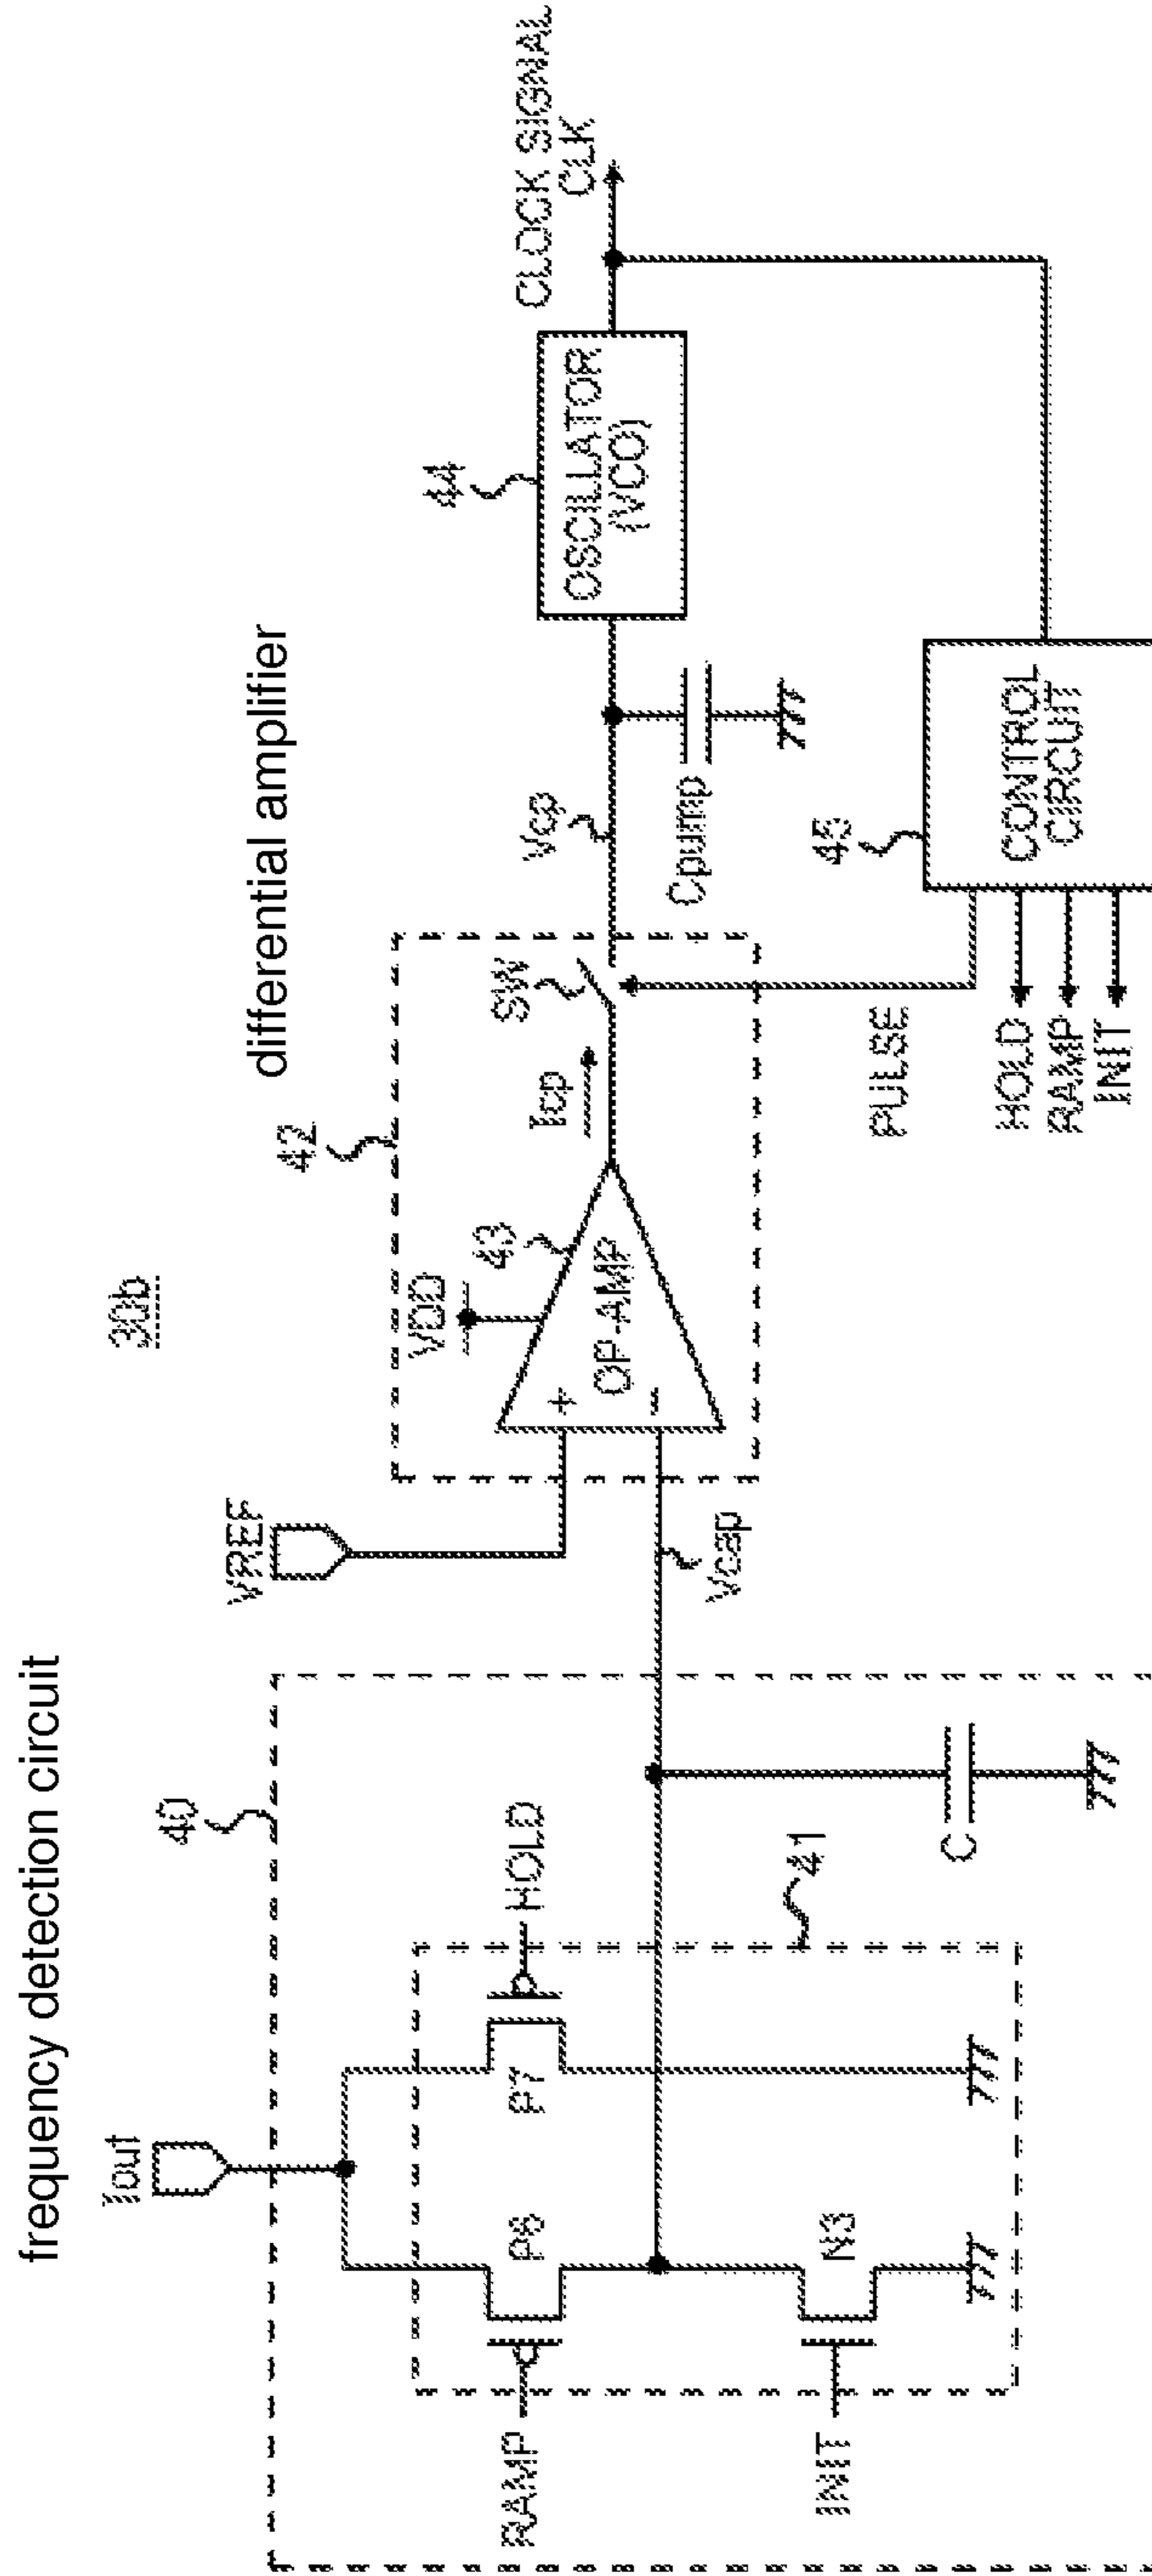 30b
frequency detection circuit
differential amplifier
Iout
VREF
40
42
VDD
43
44
RAMP
P6
P7
HOLD
OP-AMP
+
-
Icp
SW
Vcp
OSCILLATOR
(VCO)
CLOCK SIGNAL
CLK
INIT
N3
41
C
Vcap
PULSE
Cpump
45
CONTROL
CIRCUIT
HOLD
RAMP
INIT